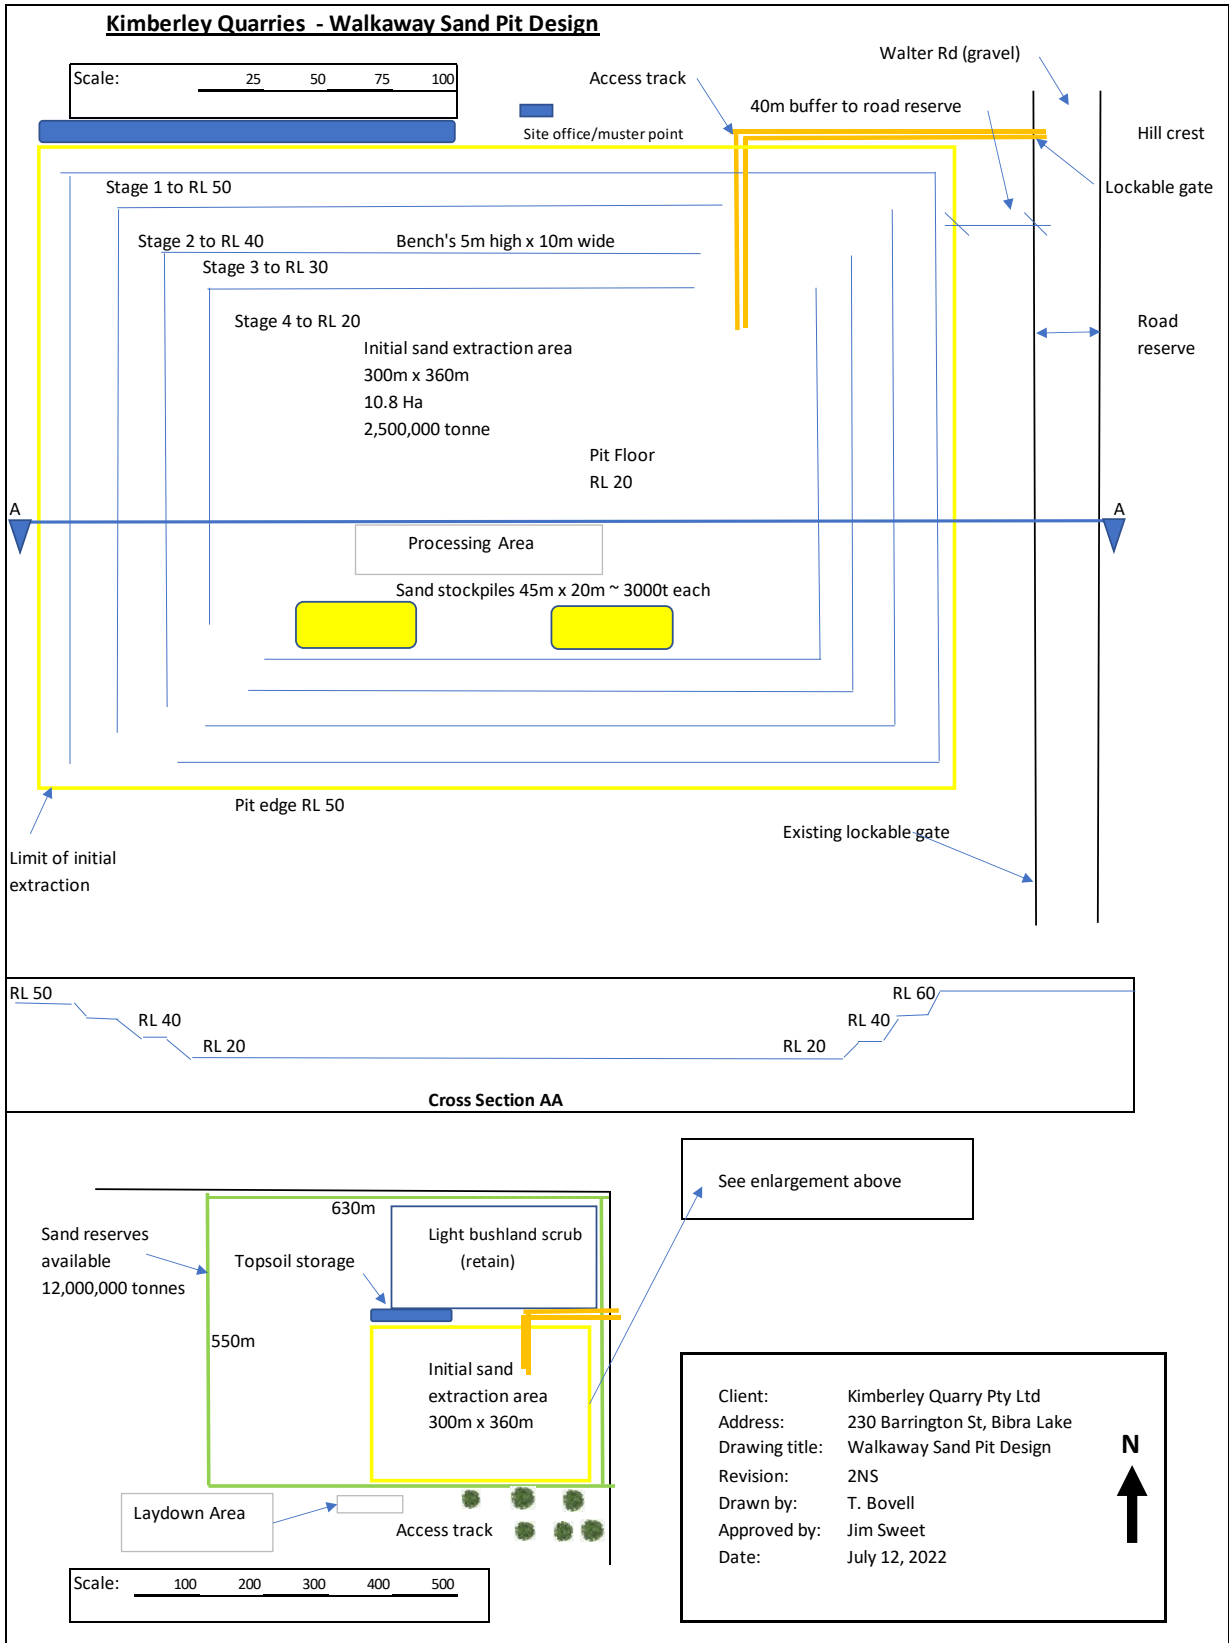 Kimberley Quarries - Walkaway Sand Pit Design
Scale: 25 50 75 100
Site office/muster point
Access track
Walter Rd (gravel)
40m buffer to road reserve
Hill crest
Lockable gate
Stage 1 to RL 50
Stage 2 to RL 40
Bench's 5m high x 10m wide
Stage 3 to RL 30
Stage 4 to RL 20
Initial sand extraction area
300m x 360m
10.8 Ha
2,500,000 tonne
Road
reserve
Pit Floor
RL 20
A
A
Processing Area
Sand stockpiles 45m x 20m ~ 3000t each
Pit edge RL 50
Existing lockable gate
Limit of initial
extraction
RL 50
RL 40
RL 20
RL 60
RL 40
RL 20
Cross Section AA
See enlargement above
630m
Sand reserves
available
12,000,000 tonnes
Topsoil storage
Light bushland scrub
(retain)
550m
Initial sand
extraction area
300m x 360m
Laydown Area
Access track
Scale: 100 200 300 400 500
Client: Kimberley Quarry Pty Ltd
Address: 230 Barrington St, Bibra Lake
Drawing title: Walkaway Sand Pit Design
Revision: 2NS
Drawn by: T. Bovell
Approved by: Jim Sweet
Date: July 12, 2022
N